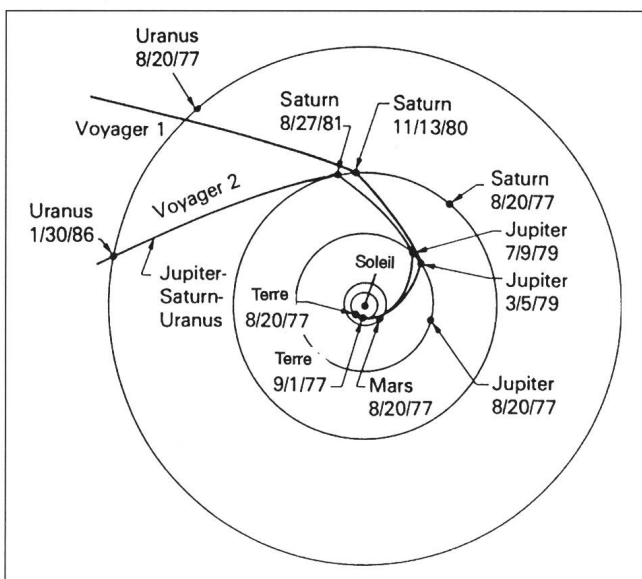 Uranus
8/20/77
Voyager 1
Saturn
8/27/81
Saturn
11/13/80
Voyager 2
Saturn
8/20/77
Uranus
1/30/86
Jupiter
7/9/79
Jupiter-
Saturn-
Uranus
Soleil
Jupiter
3/5/79
Terre
8/20/77
Terre
9/1/77
Mars
8/20/77
Jupiter
8/20/77